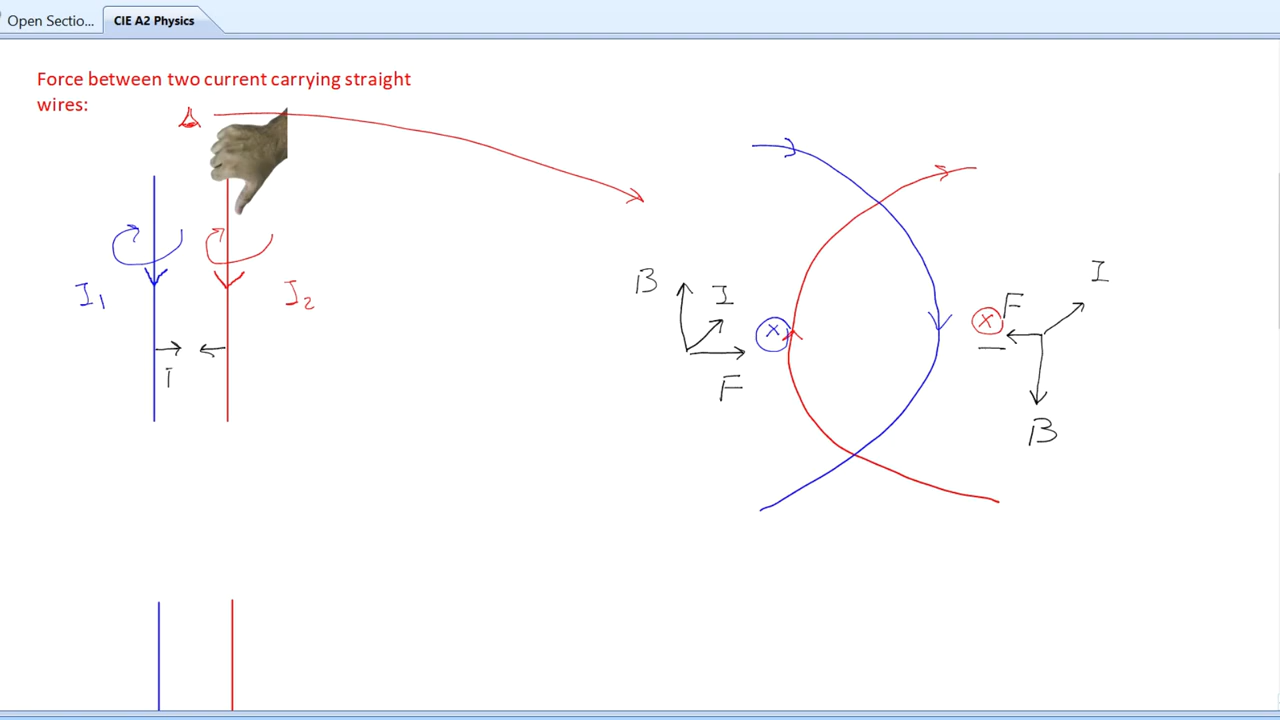 Open Sectio...
CIE A2 Physics
Force between two current carrying straight
wires:
I1
I2
B
I
F
F
I
B